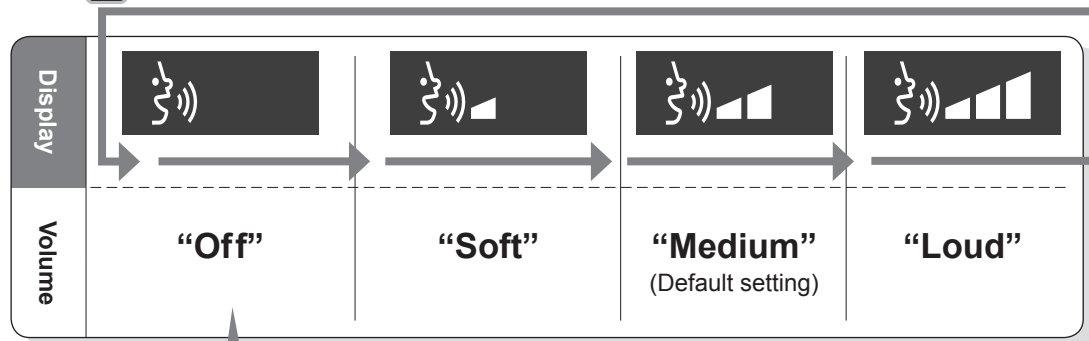 Display
Volume
“Off”
“Soft”
“Medium”
(Default setting)
“Loud”